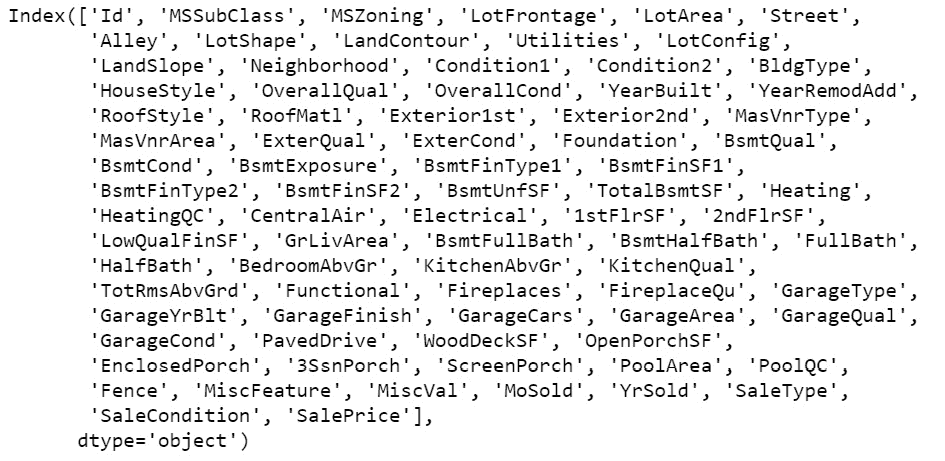 Index(['Id', 'MSSubClass', 'MSZoning', 'LotFrontage', 'LotArea', 'Street',
'Alley', 'LotShape', 'LandContour', 'Utilities', 'LotConfig',
'LandSlope', 'Neighborhood', 'Condition1', 'Condition2', 'BldgType',
'HouseStyle', 'OverallQual', 'OverallCond', 'YearBuilt', 'YearRemodAdd',
'RoofStyle', 'RoofMatl', 'Exterior1st', 'Exterior2nd', 'MasVnrType',
'MasVnrArea', 'ExterQual', 'ExterCond', 'Foundation', 'BsmtQual',
'BsmtCond', 'BsmtExposure', 'BsmtFinType1', 'BsmtFinSF1',
'BsmtFinType2', 'BsmtFinSF2', 'BsmtUnfSF', 'TotalBsmtSF', 'Heating',
'HeatingQC', 'CentralAir', 'Electrical', '1stFlrSF', '2ndFlrSF',
'LowQualFinSF', 'GrLivArea', 'BsmtFullBath', 'BsmtHalfBath', 'FullBath',
'HalfBath', 'BedroomAbvGr', 'KitchenAbvGr', 'KitchenQual',
'TotRmsAbvGrd', 'Functional', 'Fireplaces', 'FireplaceQu', 'GarageType',
'GarageYrBlt', 'GarageFinish', 'GarageCars', 'GarageArea', 'GarageQual',
'GarageCond', 'PavedDrive', 'WoodDeckSF', 'OpenPorchSF',
'EnclosedPorch', '3SsnPorch', 'ScreenPorch', 'PoolArea', 'PoolQC',
'Fence', 'MiscFeature', 'MiscVal', 'MoSold', 'YrSold', 'SaleType',
'SaleCondition', 'SalePrice'],
dtype='object')